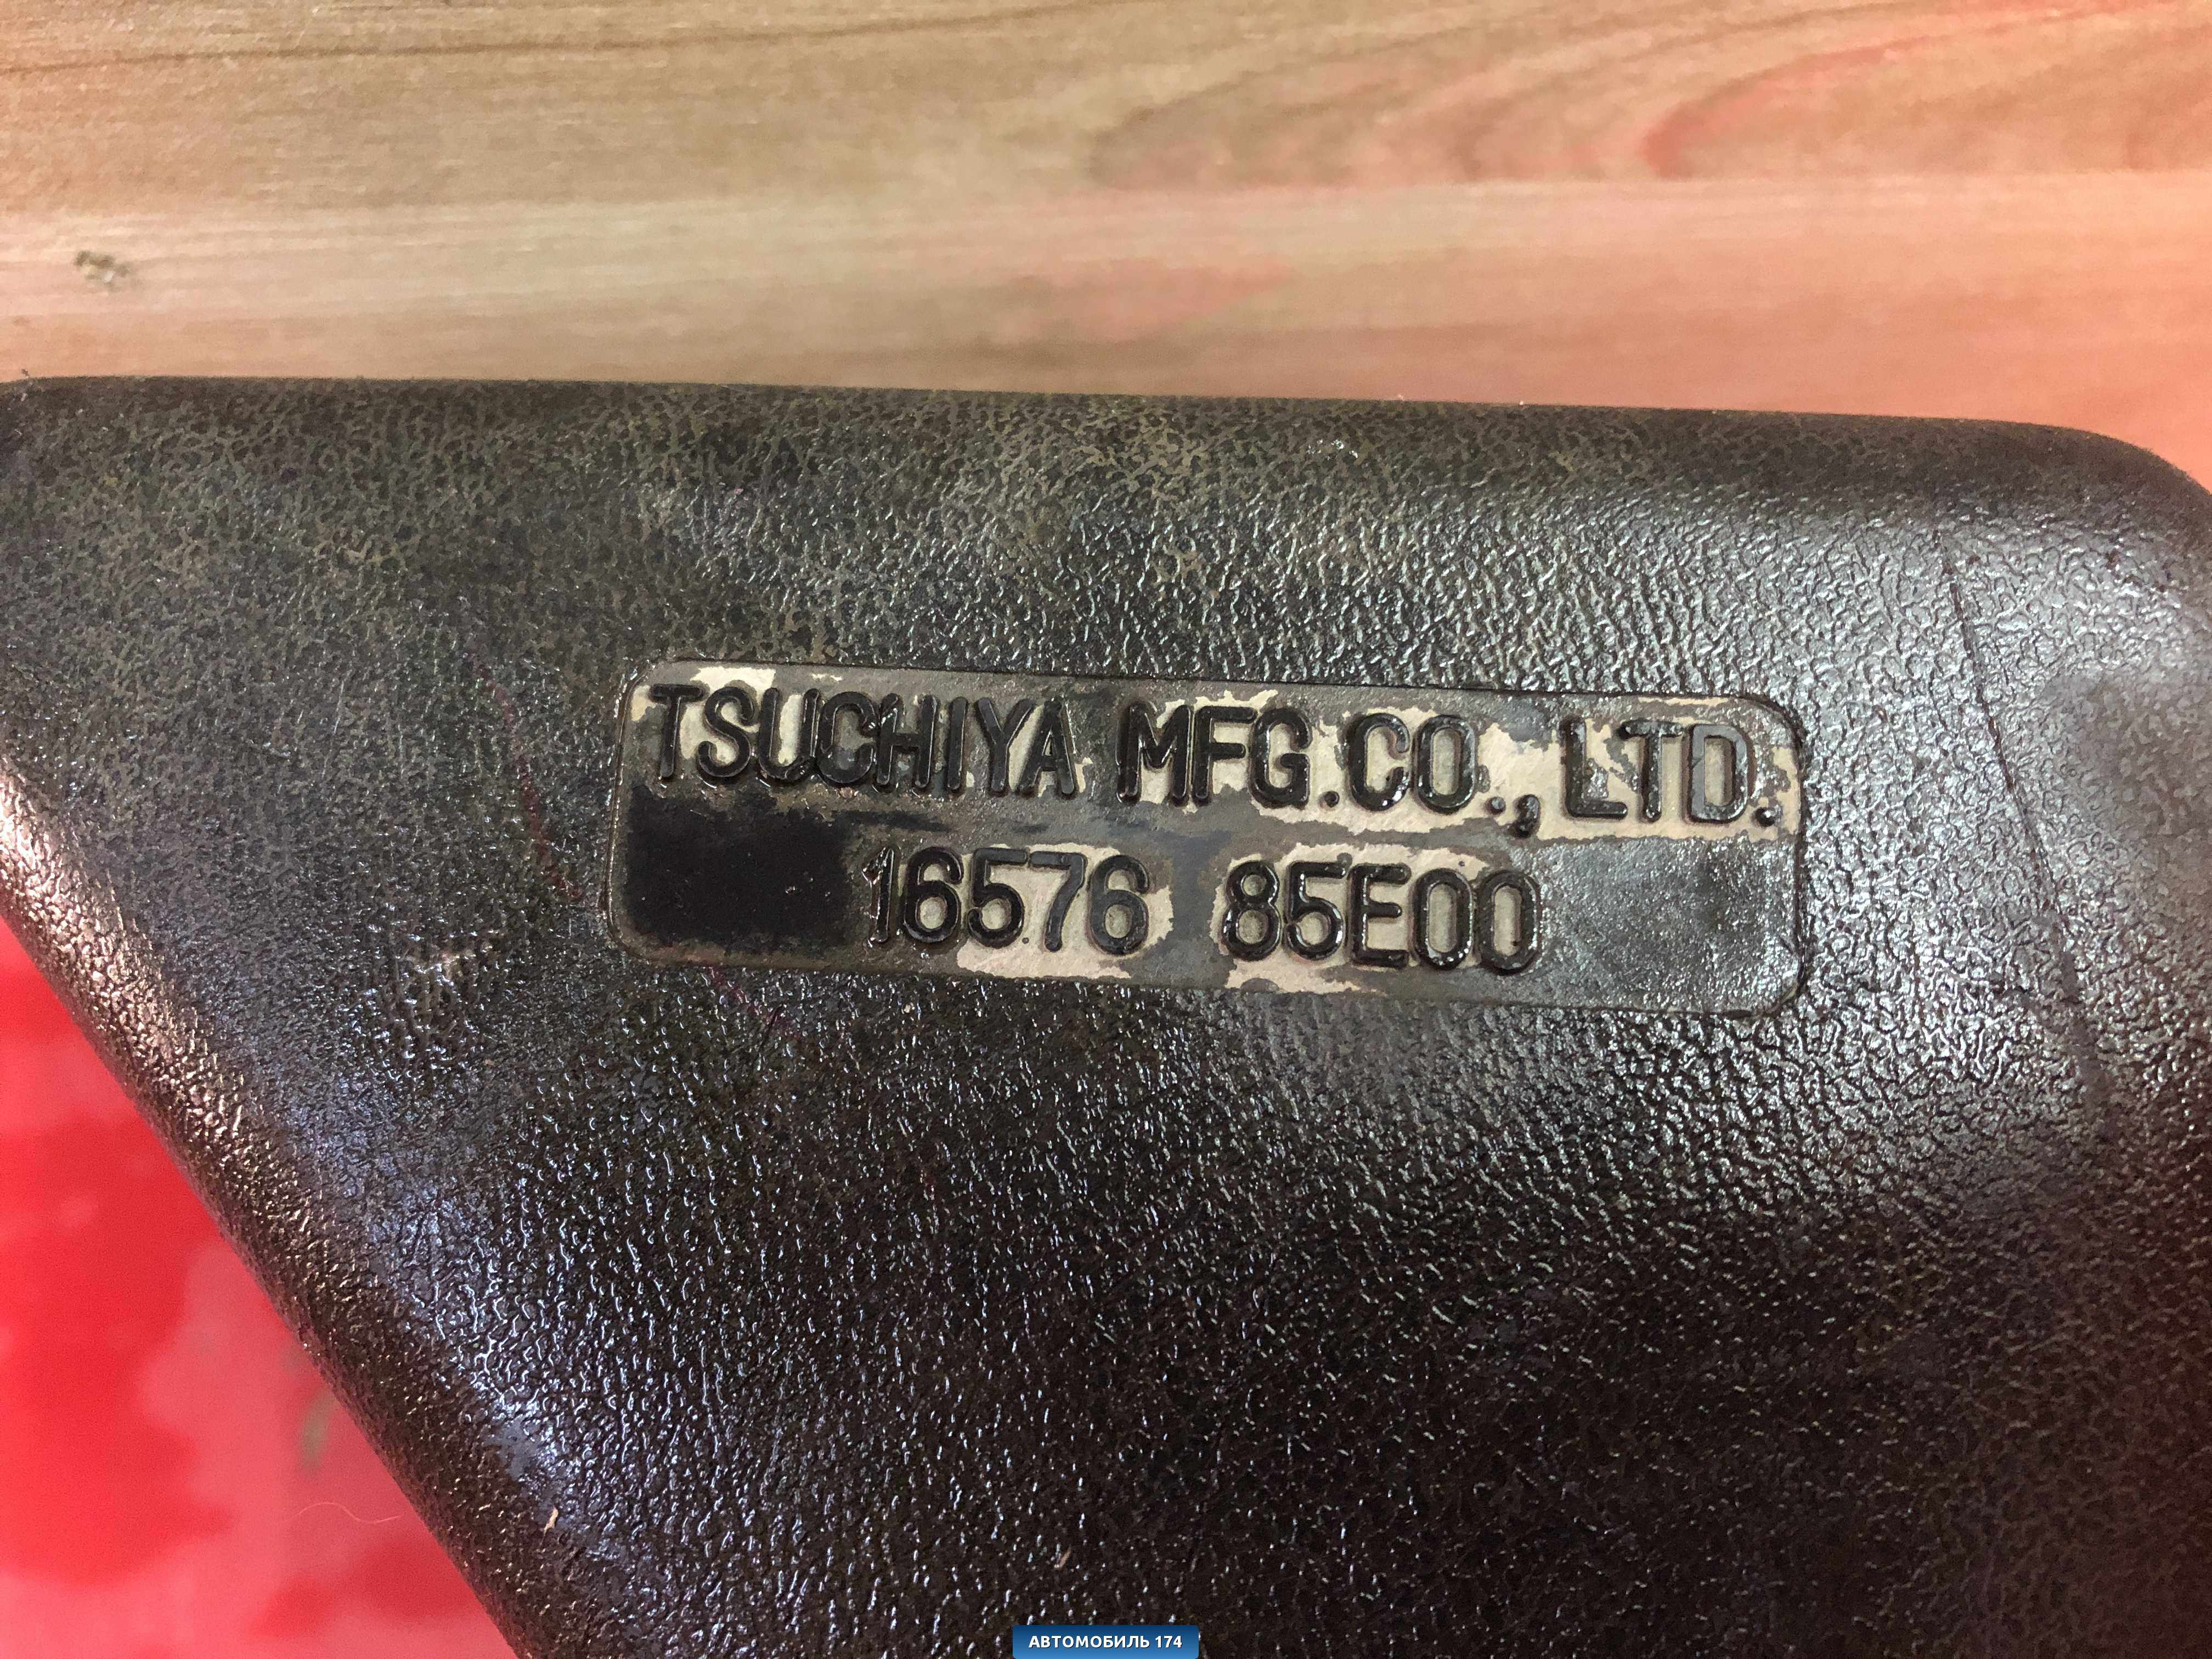 TSUCHIYA MFG.CO., LTD.
16576 85E00
АВТОМОБИЛЬ 174